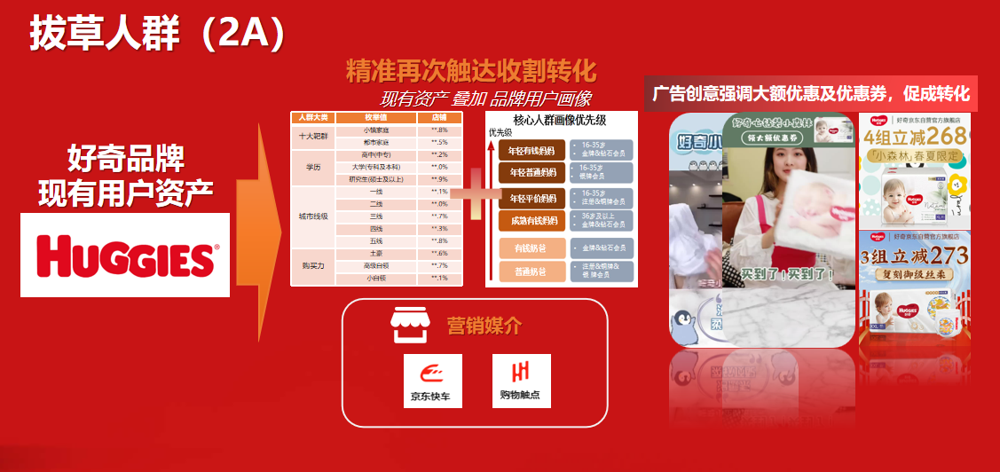 拔草人群（2A）
好奇品牌
现有用户资产
HUGGIES®
精准再次触达收割转化
现有资产 叠加 品牌用户画像
人群大类 枚举值 店铺
十大靶群 小镇家庭 **.8%
都市家庭 **.5%
学历 高中(中专) **.2%
大学(专科及本科) **.0%
研究生(硕士及以上) **.9%
城市线级 一线 **.1%
二线 **.0%
三线 **.7%
四线 **.3%
五线 **.8%
购买力 土豪 **.6%
高级白领 **.7%
小白领 **.1%
核心人群画像优先级
优先级
年轻有钱妈妈
• 16-35岁
• 金牌&钻石会员
年轻普通妈妈
• 16-35岁
• 银牌会员
年轻平价妈妈
• 16-35岁
• 注册&铜牌会员
成熟有钱妈妈
• 36岁及以上
• 金牌&钻石会员
有钱奶爸
• 金牌&钻石会员
普通奶爸
• 注册&铜牌&
银 牌会员
营销媒介
京东快车
购物触点
广告创意强调大额优惠及优惠券，促成转化
好奇小
好奇心钻装小森林
领大额优惠券
买到了!买到了!
好奇京东自营官方旗舰店
4组立减268
「小森林」春夏限定
好奇京东自营官方旗舰店
3组立减273
复刻御级丝柔
Huggies